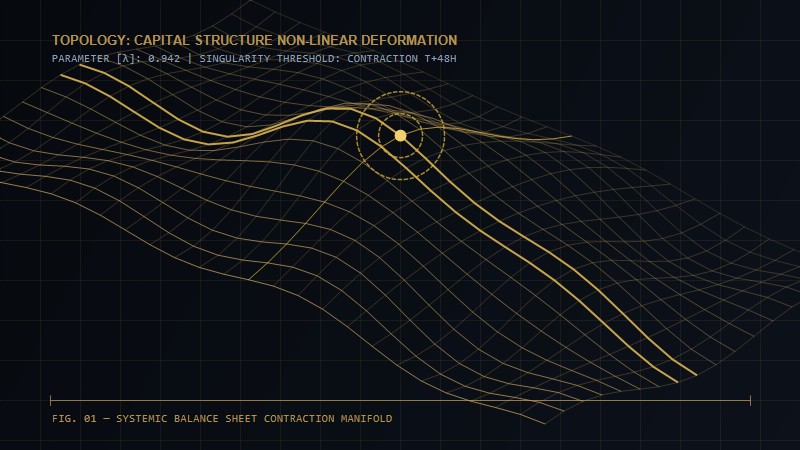 TOPOLOGY: CAPITAL STRUCTURE NON-LINEAR DEFORMATION
PARAMETER [λ]: 0.942 | SINGULARITY THRESHOLD: CONTRACTION T+48H
FIG. 01 — SYSTEMIC BALANCE SHEET CONTRACTION MANIFOLD